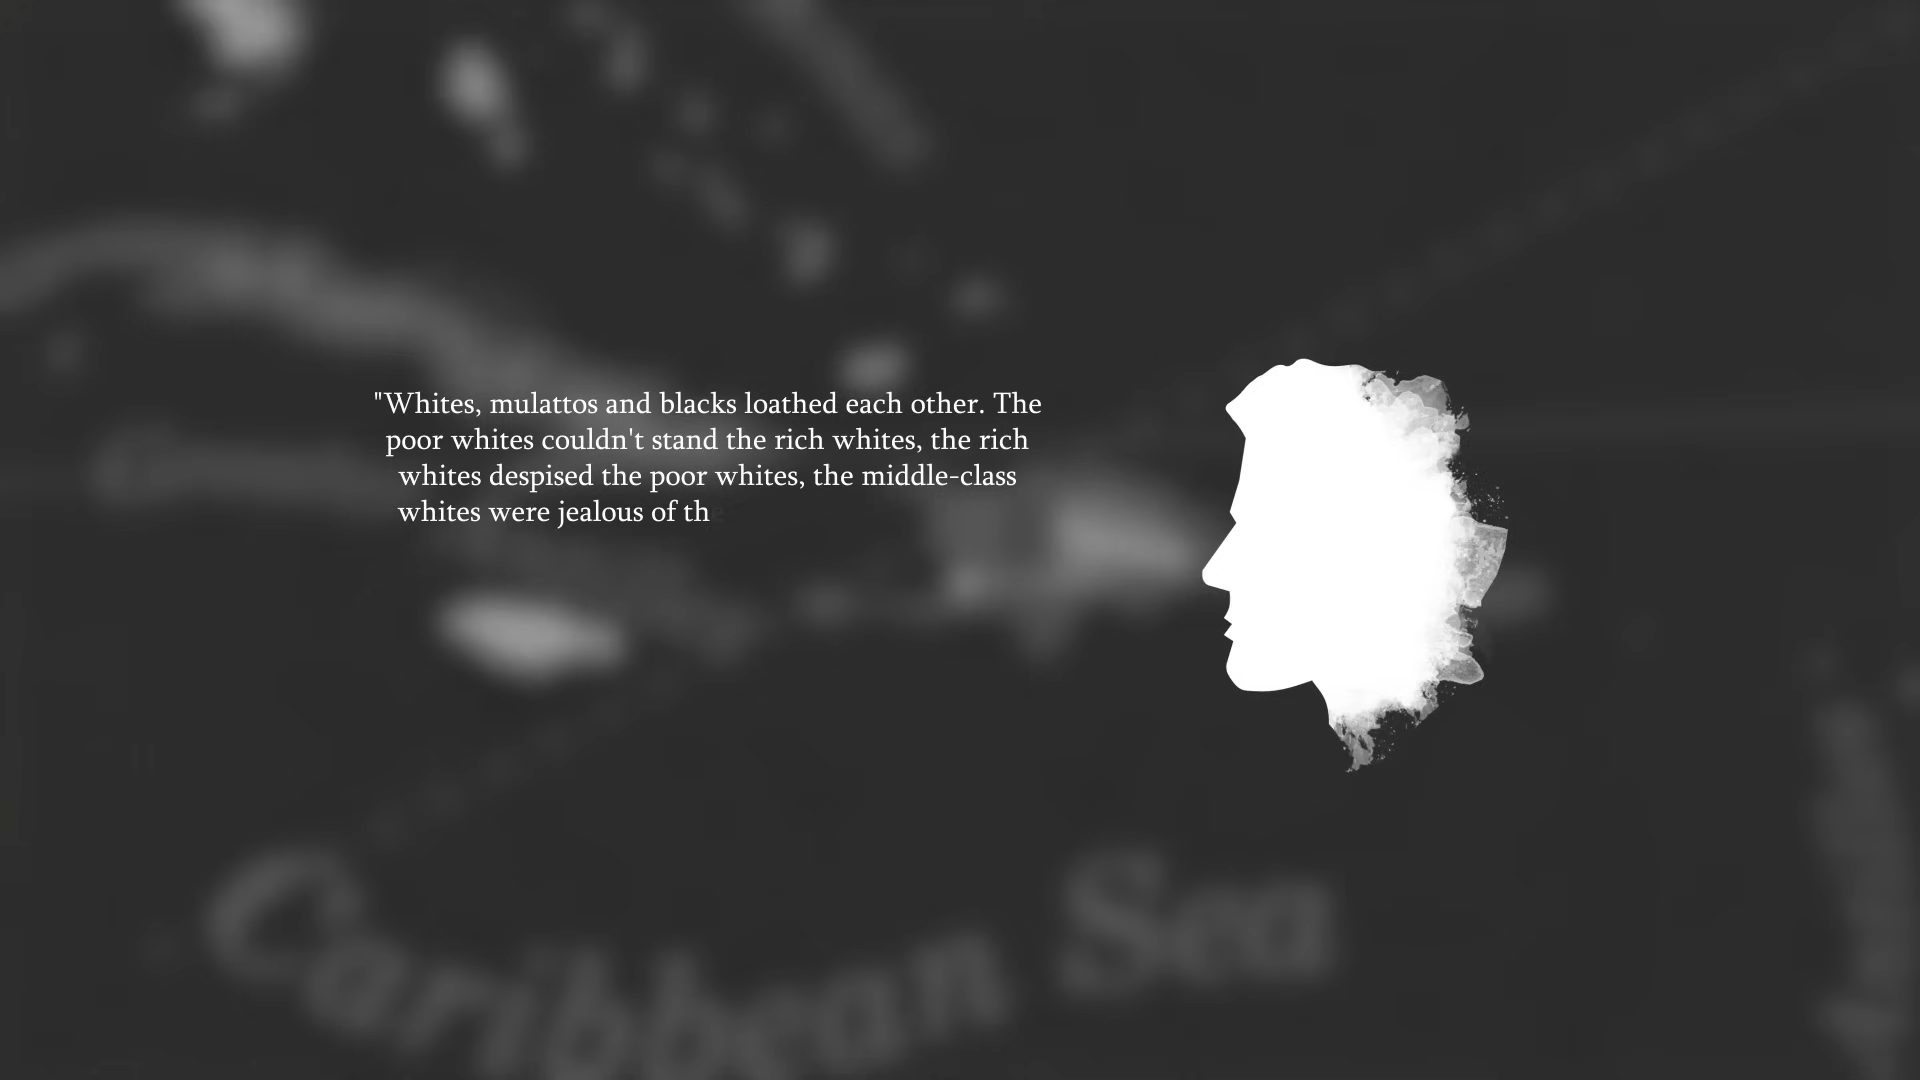 "Whites, mulattos and blacks loathed each other. The
poor whites couldn't stand the rich whites, the rich
whites despised the poor whites, the middle-class
whites were jealous of the
Caribbean Sea